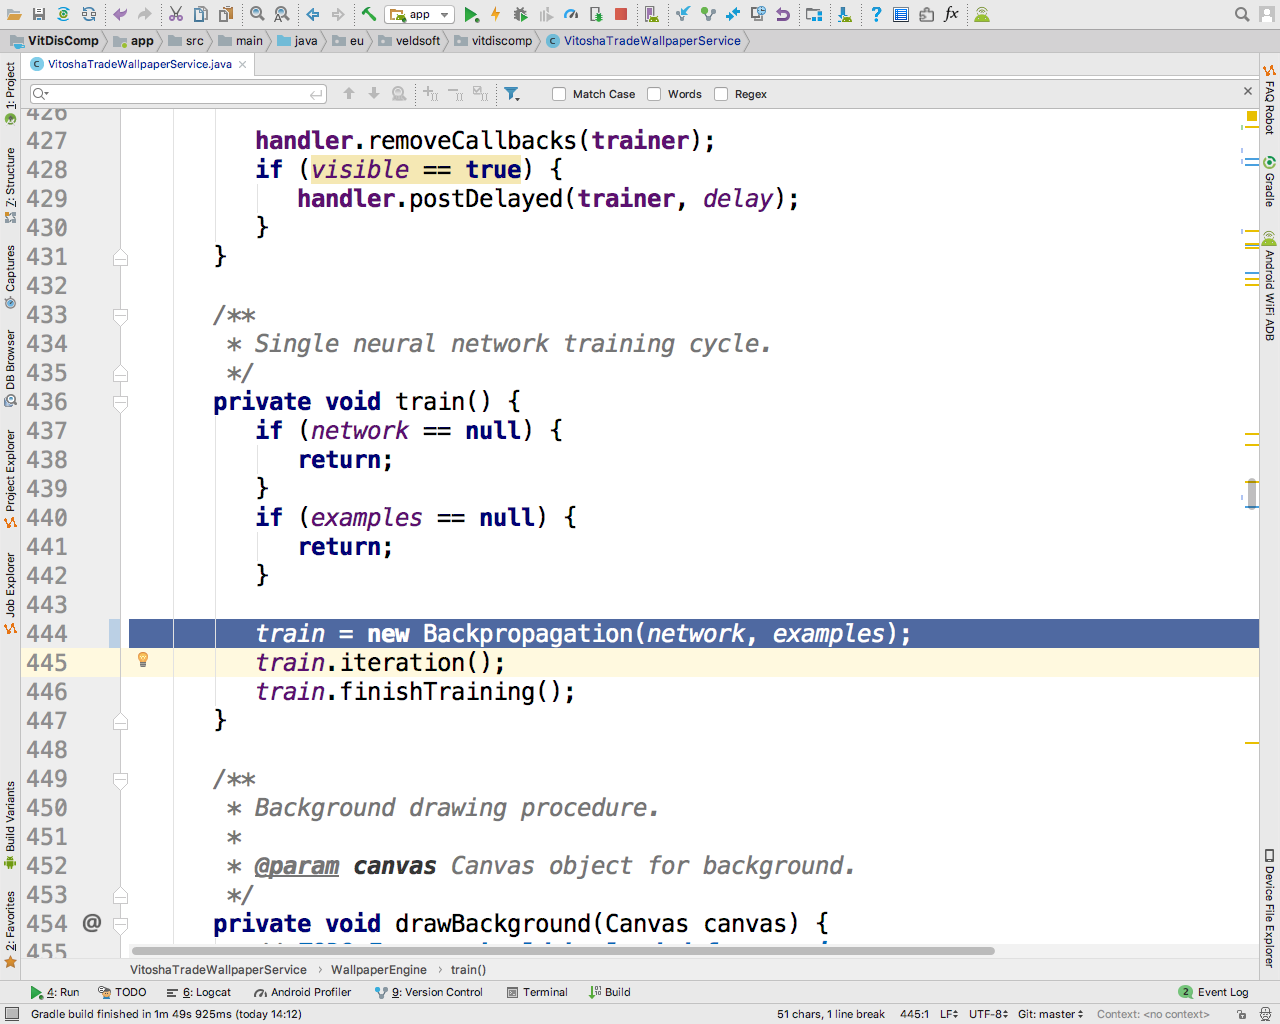 app
VitDisComp app src main java eu veldsoft vitdiscomp VitoshaTradeWallpaperService
VitoshaTradeWallpaperService.java
Match Case Words Regex
426
427 handler.removeCallbacks(trainer);
428 if (visible == true) {
429 handler.postDelayed(trainer, delay);
430 }
431 }
432
433 /**
434 * Single neural network training cycle.
435 */
436 private void train() {
437 if (network == null) {
438 return;
439 }
440 if (examples == null) {
441 return;
442 }
443
444 train = new Backpropagation(network, examples);
445 train.iteration();
446 train.finishTraining();
447 }
448
449 /**
450 * Background drawing procedure.
451 *
452 * @param canvas Canvas object for background.
453 */
454 @ private void drawBackground(Canvas canvas) {
455
VitoshaTradeWallpaperService › WallpaperEngine › train()
4: Run TODO 6: Logcat Android Profiler 9: Version Control Terminal Build 2 Event Log
Gradle build finished in 1m 49s 925ms (today 14:12) 51 chars, 1 line break 445:1 LF UTF-8 Git: master Context: <no context>
1: Project
Z: Structure
Captures
DB Browser
Project Explorer
Job Explorer
Build Variants
2: Favorites
FAQ Robot
Gradle
Android WiFi ADB
Device File Explorer